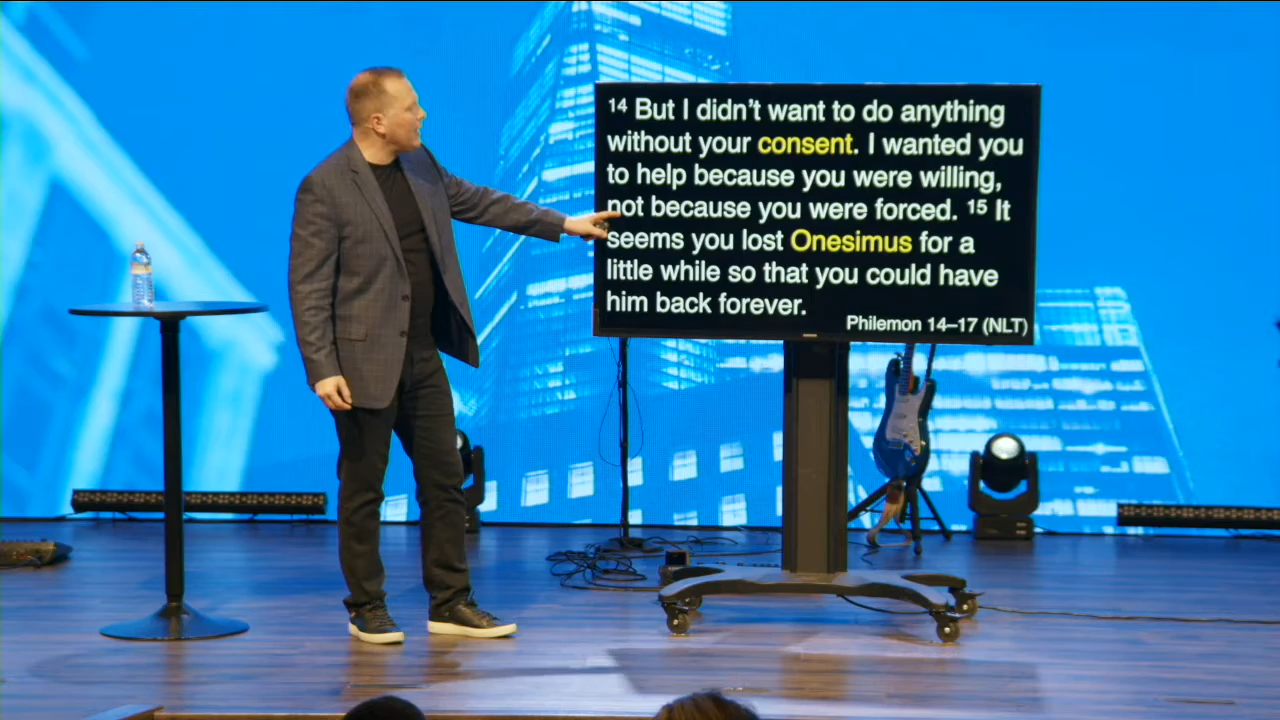 ¹⁴ But I didn’t want to do anything
without your consent. I wanted you
to help because you were willing,
not because you were forced. ¹⁵ It
seems you lost Onesimus for a
little while so that you could have
him back forever.
Philemon 14–17 (NLT)